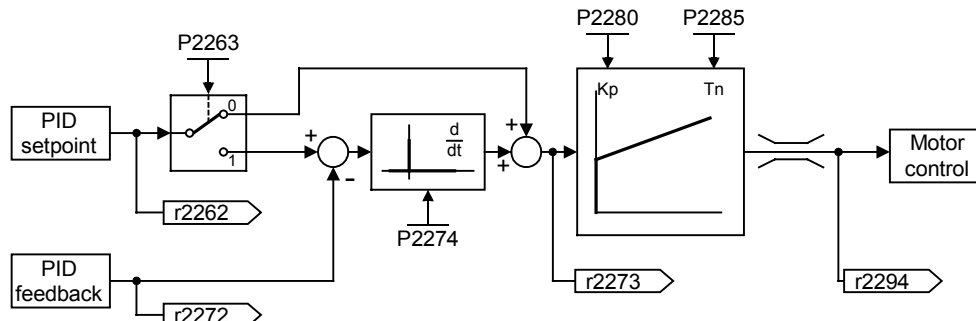 P2280 P2285
P2263
Kp Tn
0
PID
setpoint
+
+
d
dt
+
1
-
Motor
control
r2262
P2274
PID
feedback
r2273
r2294
r2272